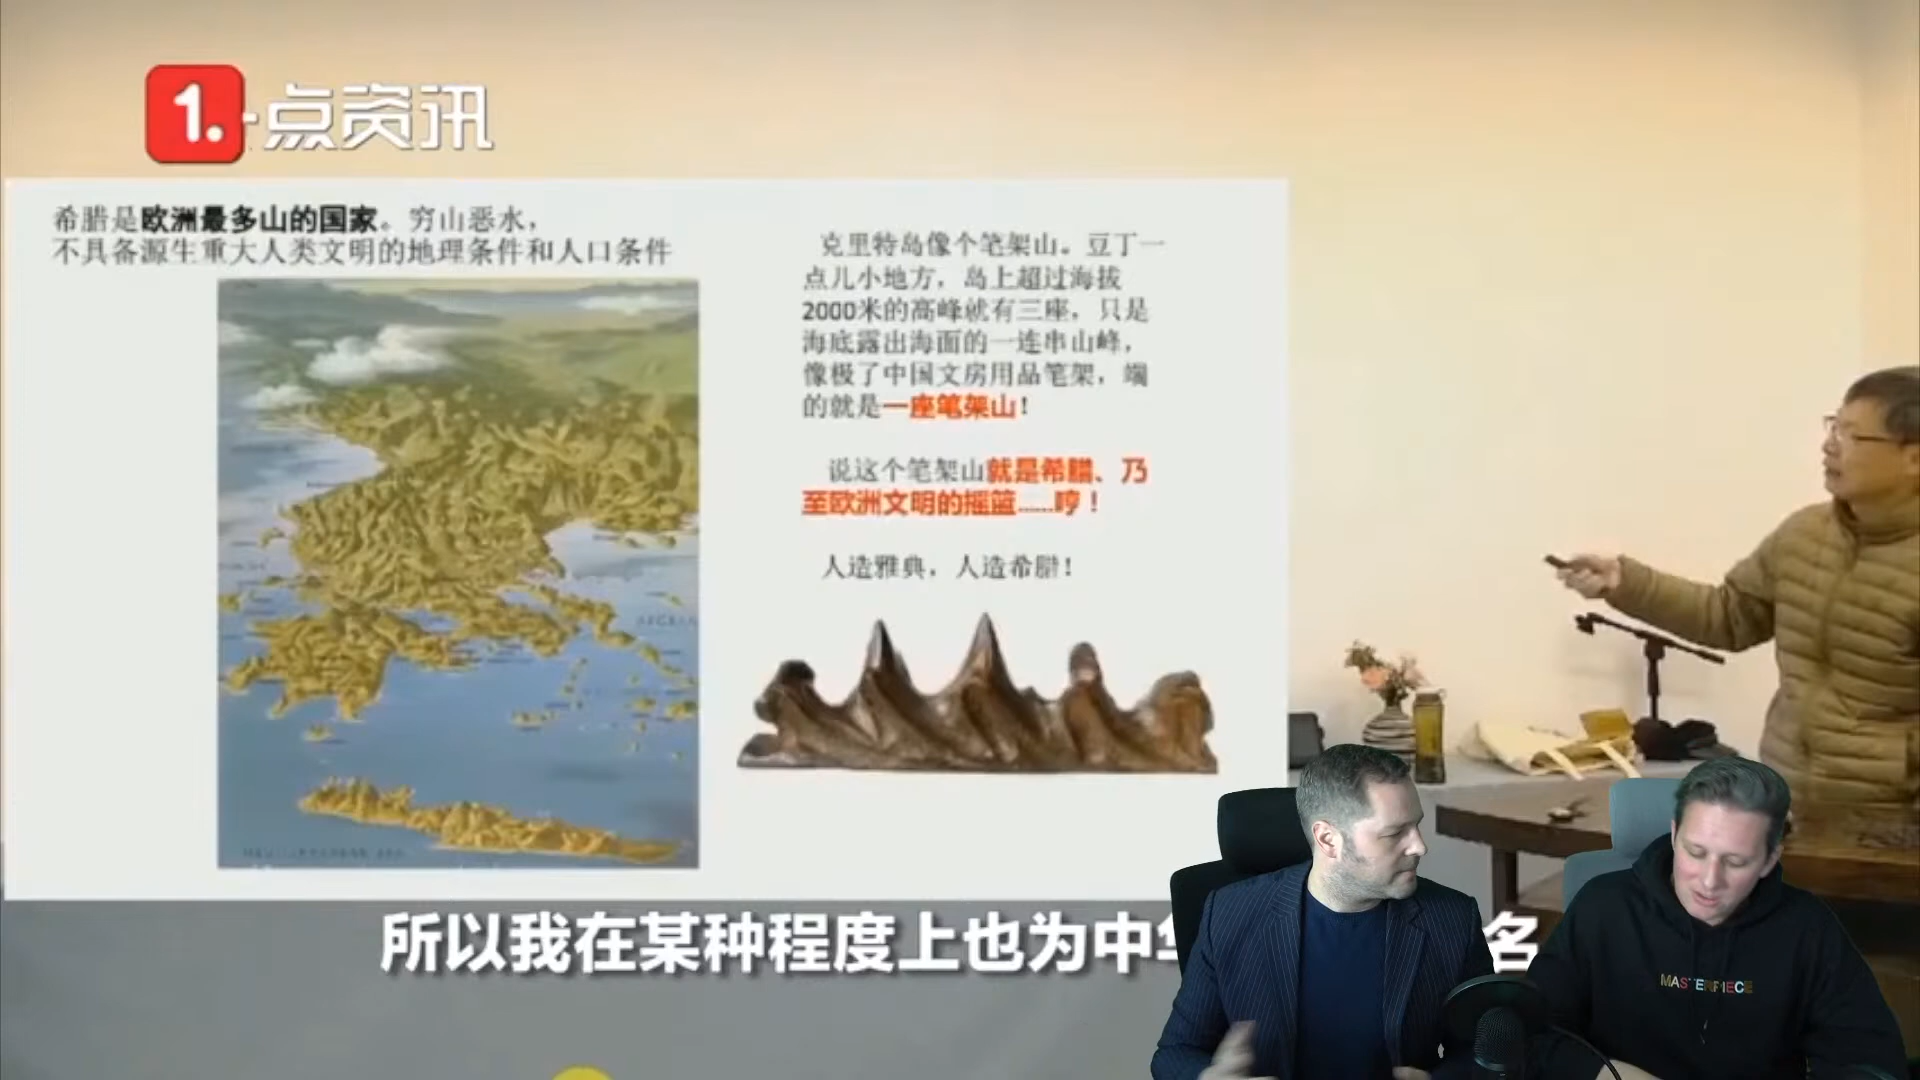 1.
一点资讯
希腊是欧洲最多山的国家。穷山恶水，
不具备源生重大人类文明的地理条件和人口条件
克里特岛像个笔架山。豆丁一
点儿小地方，岛上超过海拔
2000米的高峰就有三座，只是
海底露出海面的一连串山峰，
像极了中国文房用品笔架，端
的就是一座笔架山！
说这个笔架山就是希腊、乃
至欧洲文明的摇篮……哼！
人造雅典，人造希腊！
所以我在某种程度上也为中
名
MASTERPIECE